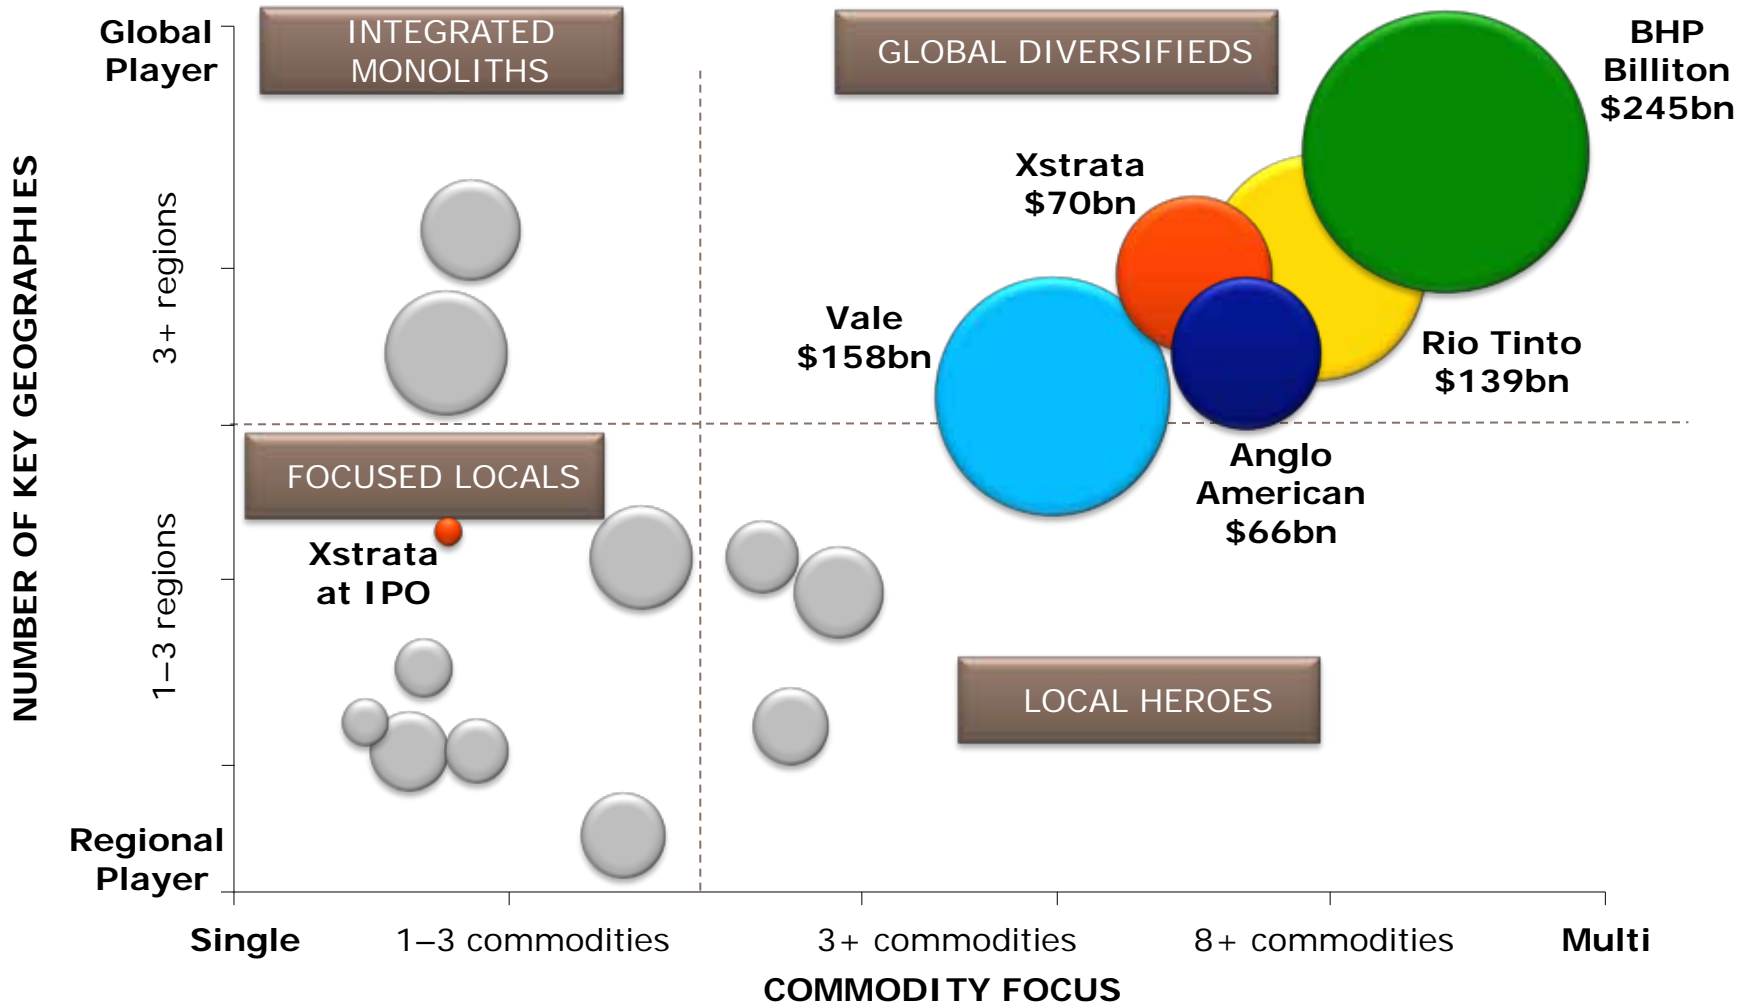 Global
Player
INTEGRATED
MONOLITHS
GLOBAL DIVERSIFIEDS
BHP
Billiton
$245bn
Xstrata
$70bn
Vale
$158bn
Rio Tinto
$139bn
Anglo
American
$66bn
NUMBER OF KEY GEOGRAPHIES
3+ regions
1–3 regions
FOCUSED LOCALS
Xstrata
at IPO
LOCAL HEROES
Regional
Player
Single
1–3 commodities
3+ commodities
8+ commodities
Multi
COMMODITY FOCUS